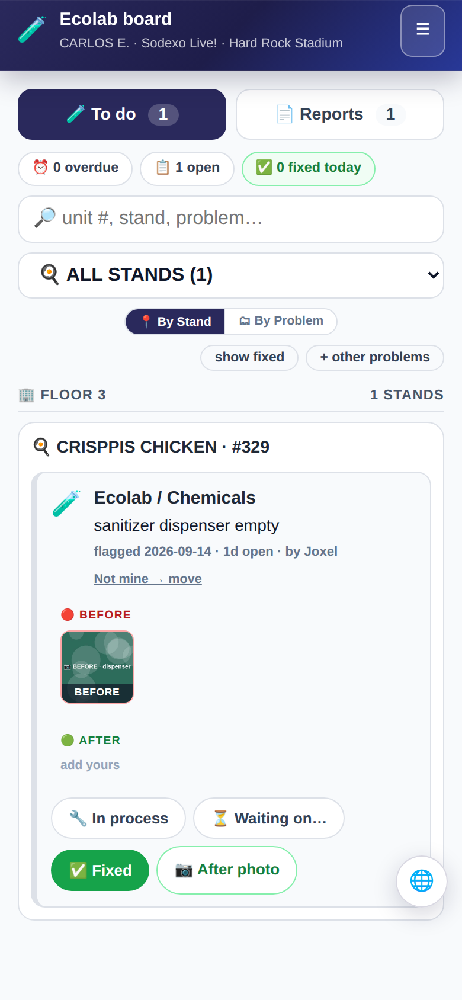 Ecolab board
CARLOS E. · Sodexo Live! · Hard Rock Stadium
☰
🧪 To do 1
📄 Reports 1
⏰ 0 overdue
📋 1 open
✅ 0 fixed today
🔎 unit #, stand, problem…
🍳 ALL STANDS (1)
📍 By Stand
🗂 By Problem
show fixed
+ other problems
🏢 FLOOR 3
1 STANDS
🍳 CRISPPIS CHICKEN · #329
🧪 Ecolab / Chemicals
sanitizer dispenser empty
flagged 2026-09-14 · 1d open · by Joxel
Not mine → move
🔴 BEFORE
📷 BEFORE · dispenser
BEFORE
🟢 AFTER
add yours
🔧 In process
⏳ Waiting on…
✅ Fixed
📷 After photo